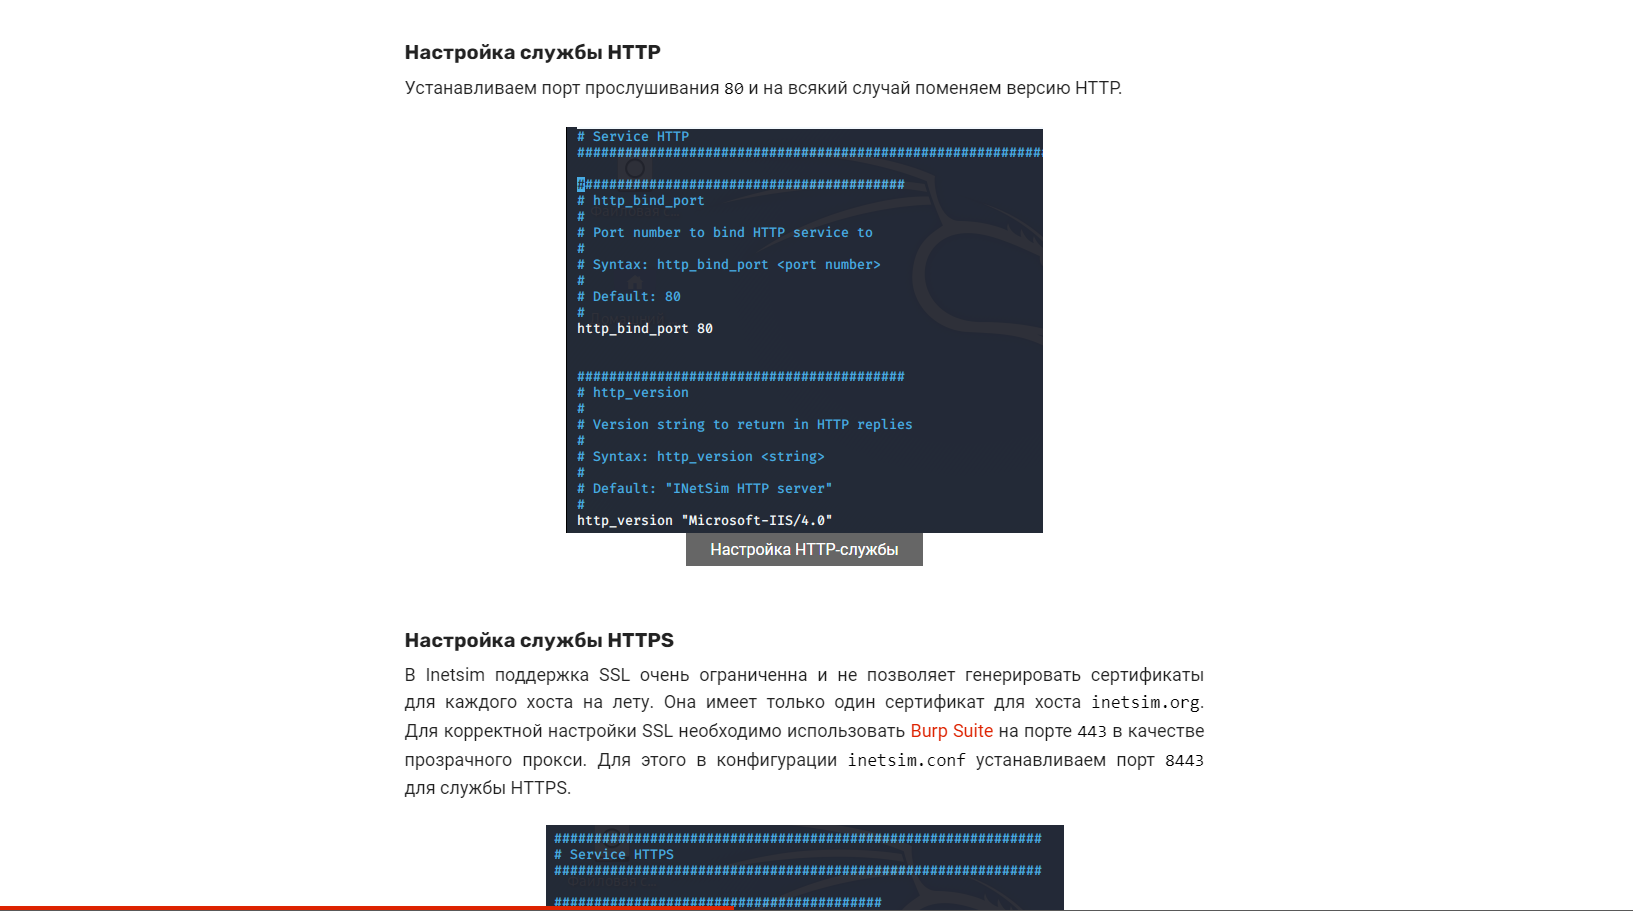 Настройка службы HTTP
Устанавливаем порт прослушивания 80 и на всякий случай поменяем версию HTTP.
# Service HTTP
##########################################################
#########################################
# http_bind_port
#
# Port number to bind HTTP service to
#
# Syntax: http_bind_port <port number>
#
# Default: 80
#
http_bind_port 80
#########################################
# http_version
#
# Version string to return in HTTP replies
#
# Syntax: http_version <string>
#
# Default: "INetSim HTTP server"
#
http_version "Microsoft-IIS/4.0"
Настройка HTTP-службы
Настройка службы HTTPS
В Inetsim поддержка SSL очень ограниченна и не позволяет генерировать сертификаты
для каждого хоста на лету. Она имеет только один сертификат для хоста inetsim.org.
Для корректной настройки SSL необходимо использовать Burp Suite на порте 443 в качестве
прозрачного прокси. Для этого в конфигурации inetsim.conf устанавливаем порт 8443
для службы HTTPS.
#############################################################
# Service HTTPS
#############################################################
#########################################